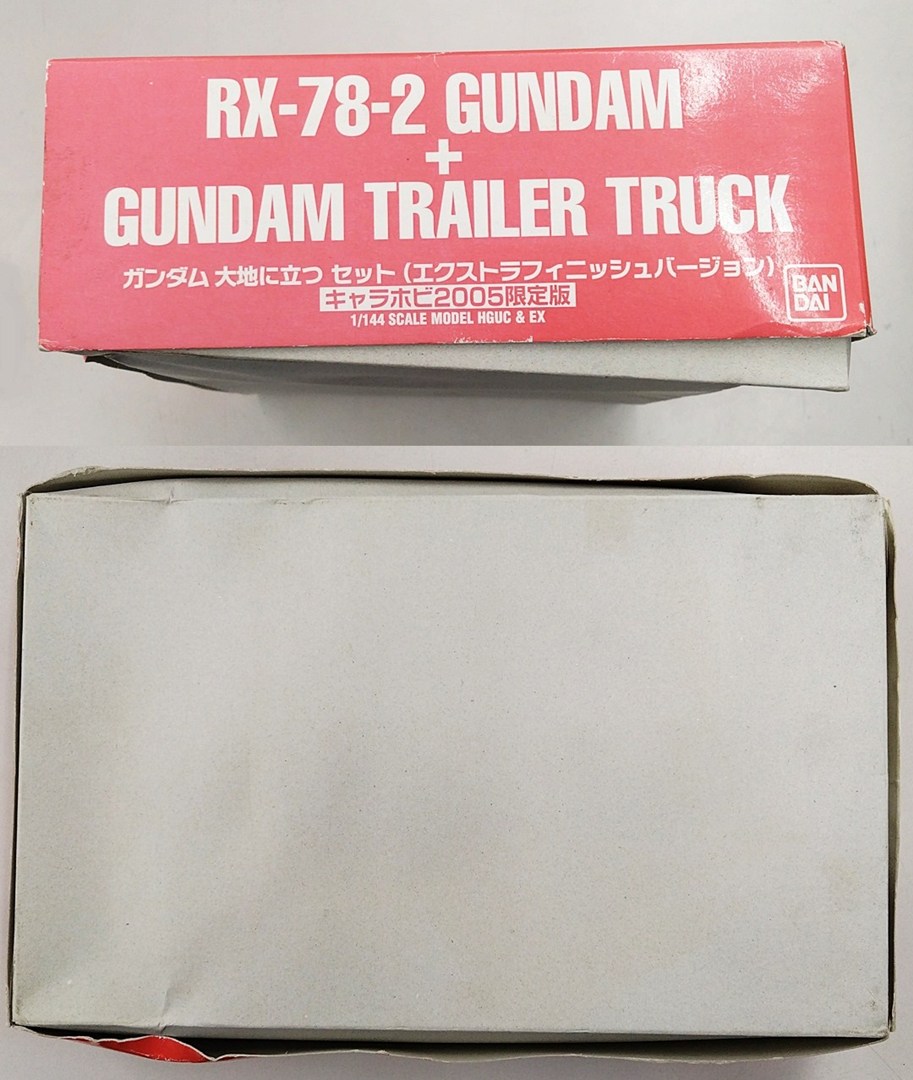 RX-78-2 GUNDAM
+
GUNDAM TRAILER TRUCK
ガンダム 大地に立つ セット (エクストラフィニッシュバージョン)
キャラホビ2005限定版
1/144 SCALE MODEL HGUC & EX
BAN
DAI